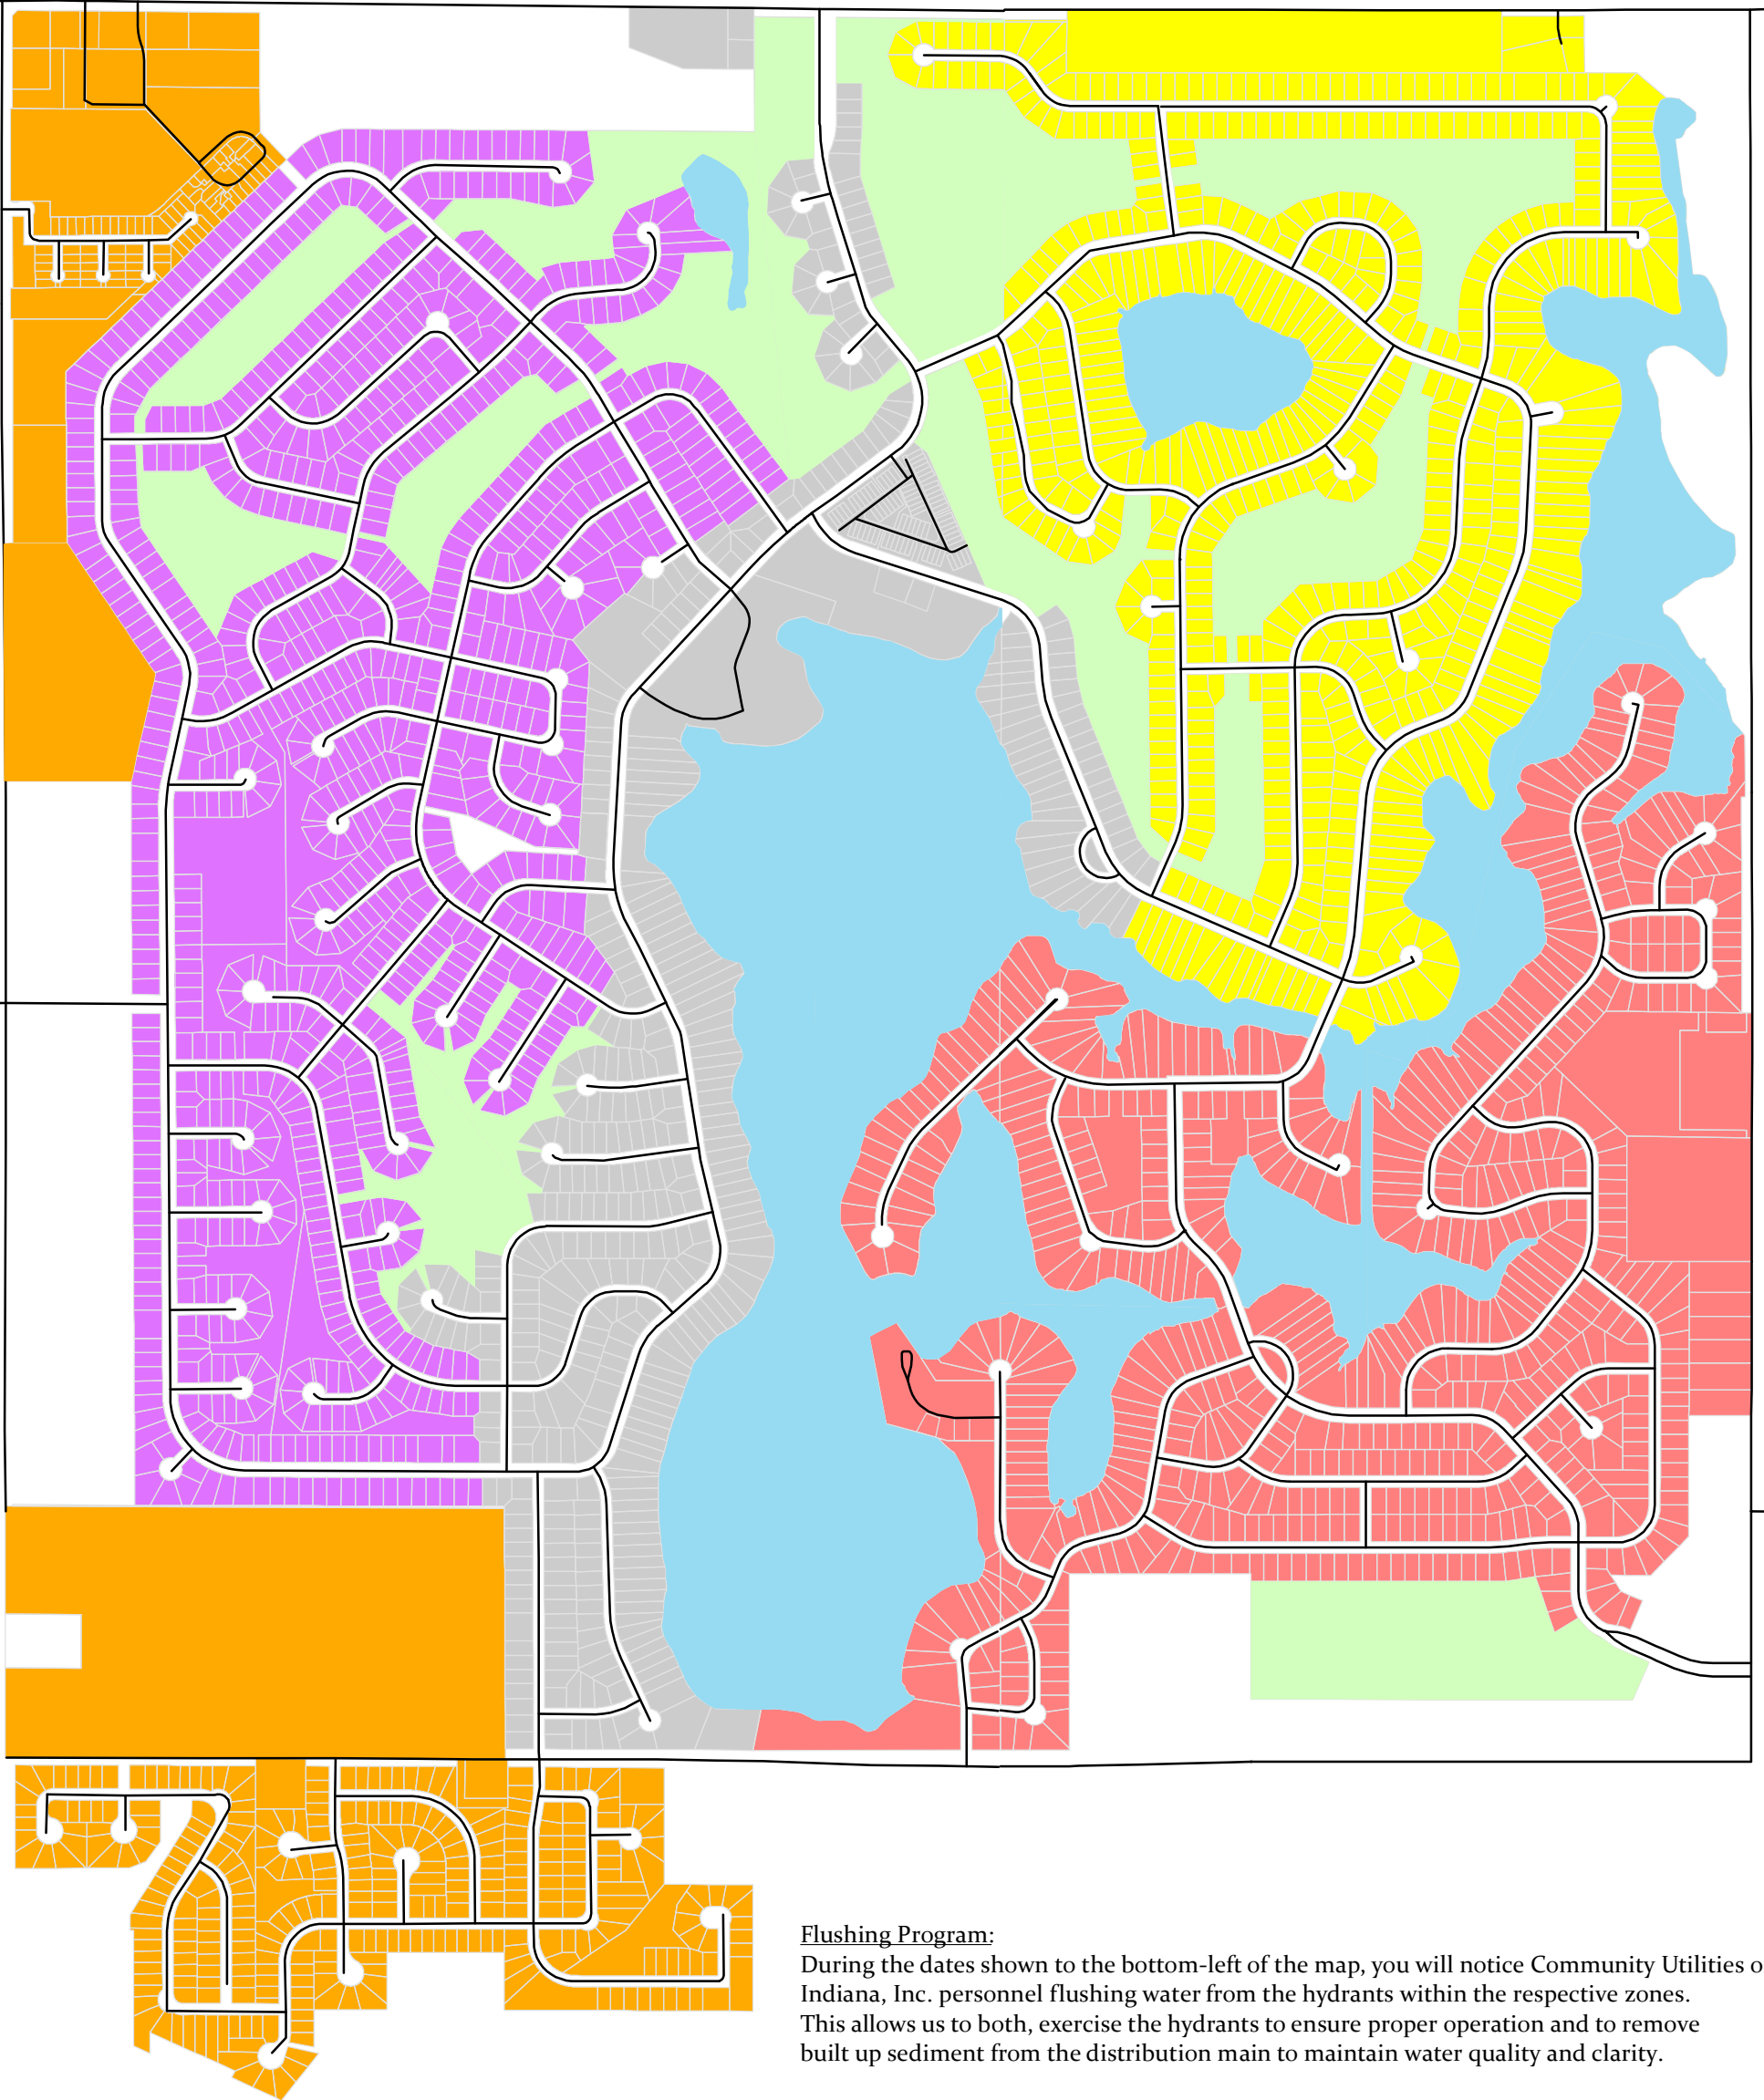 Flushing Program:
During the dates shown to the bottom-left of the map, you will notice Community Utilities o
Indiana, Inc. personnel flushing water from the hydrants within the respective zones.
This allows us to both, exercise the hydrants to ensure proper operation and to remove
built up sediment from the distribution main to maintain water quality and clarity.